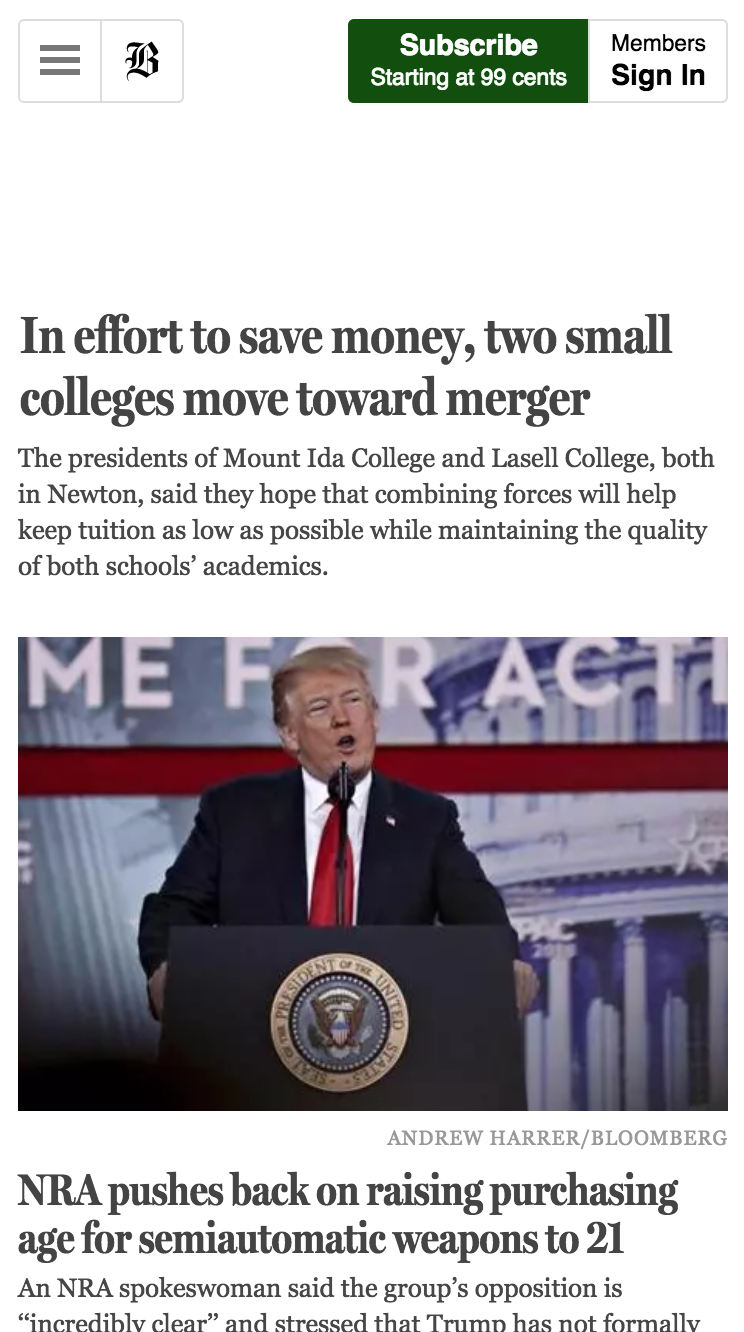 B
Subscribe
Starting at 99 cents
Members
Sign In
In effort to save money, two small
colleges move toward merger
The presidents of Mount Ida College and Lasell College, both
in Newton, said they hope that combining forces will help
keep tuition as low as possible while maintaining the quality
of both schools’ academics.
ME F R ACTI
PAC
SEAL OF THE PRESIDENT OF THE UNITED STATES
ANDREW HARRER/BLOOMBERG
NRA pushes back on raising purchasing
age for semiautomatic weapons to 21
An NRA spokeswoman said the group’s opposition is
“incredibly clear” and stressed that Trump has not formally